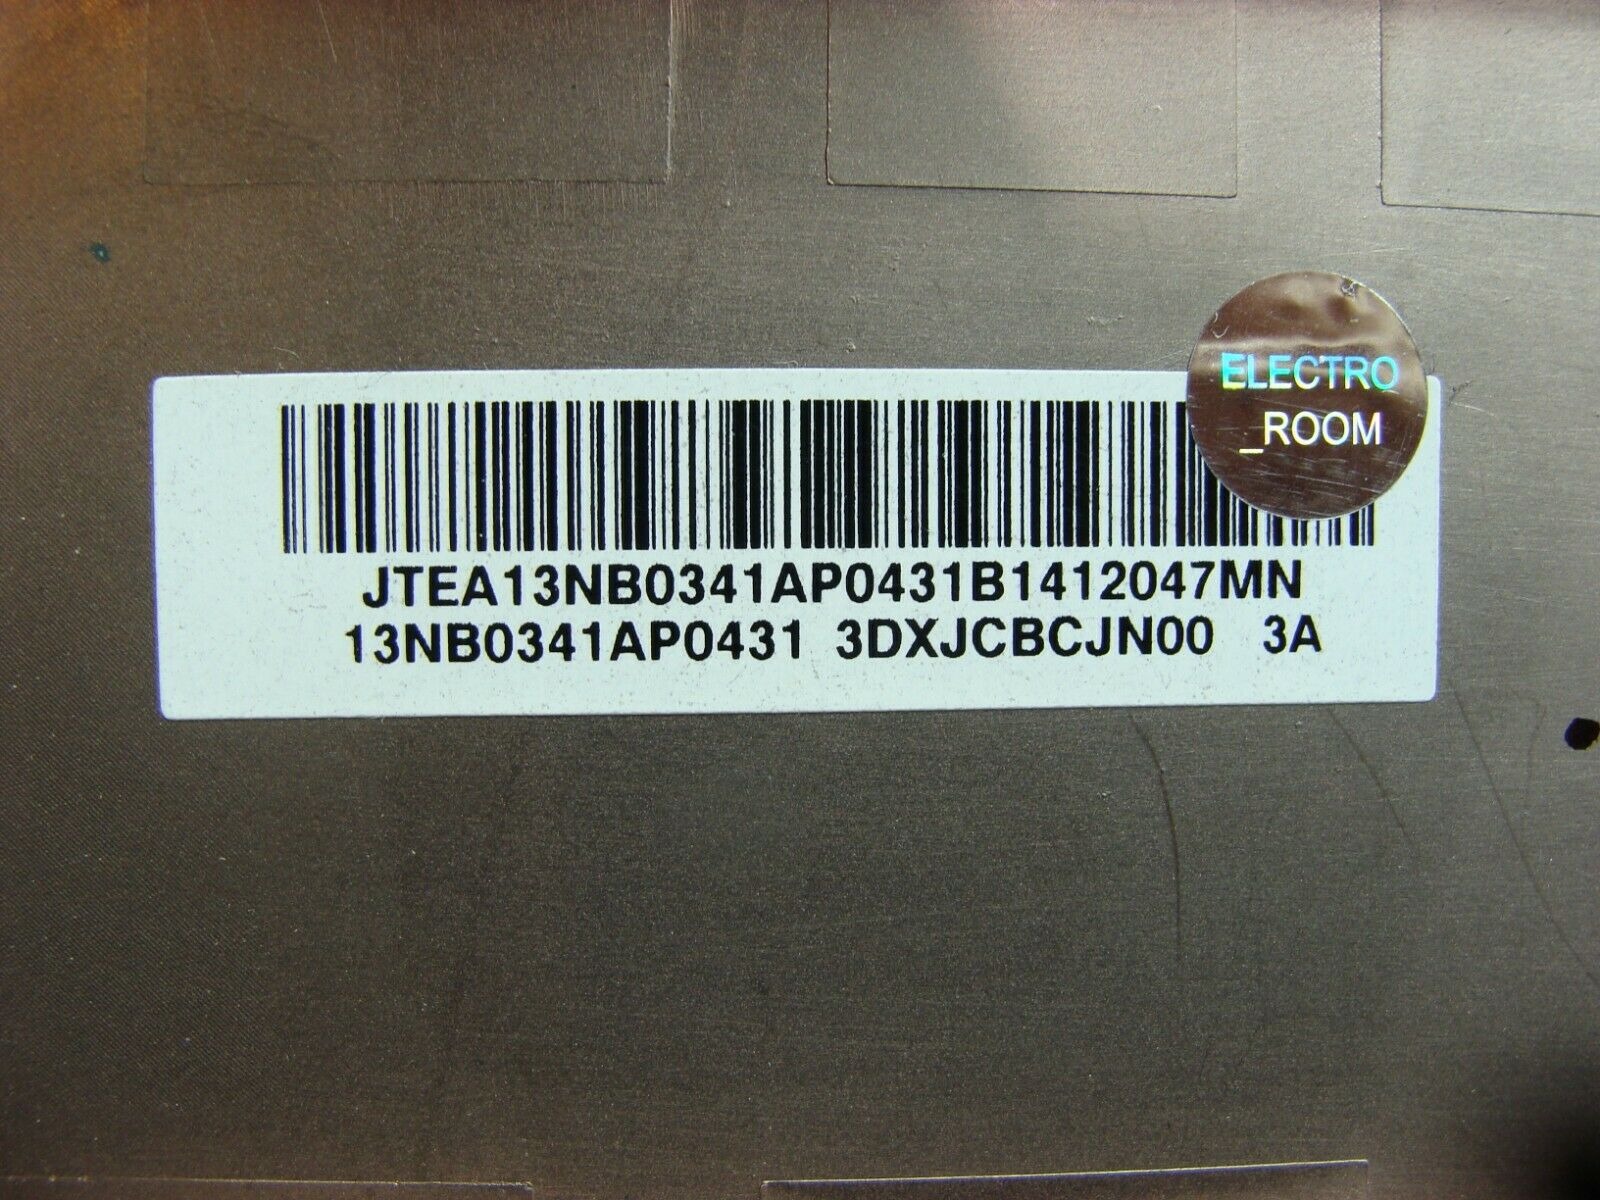 ELECTRO
_ROOM
JTEA13NB0341AP0431B1412047MN
13NB0341AP0431 3DXJCBCJN00 3A